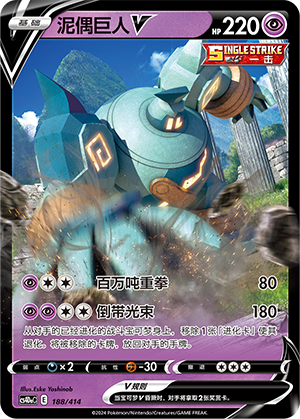 基础
泥偶巨人V
HP 220
SINGLE STRIKE
一击
百万吨重拳 80
倒带光束 180-
从对手的已经进化的战斗宝可梦身上，移除1张「进化卡」使其
退化。将被移除的卡牌，放回对手的手牌。
弱点 ×2 抗性 -30 撤退
Illus.Eske Yoshinob
V规则
当宝可梦V昏厥时，对手将拿取2张奖赏卡。
CS4DaC E 188/414
©2024 Pokémon/Nintendo/Creatures/GAME FREAK